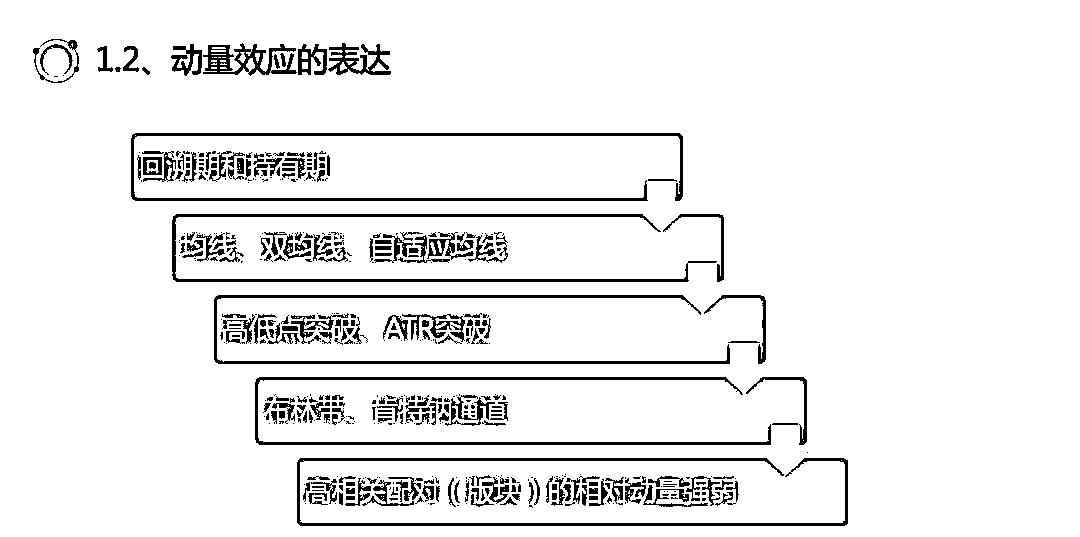 1.2、动量效应的表达
回溯期和持有期
均线、双均线、自适应均线
高低点突破、ATR突破
布林带、肯特钠通道
高相关配对（（版块）的相对动量强弱